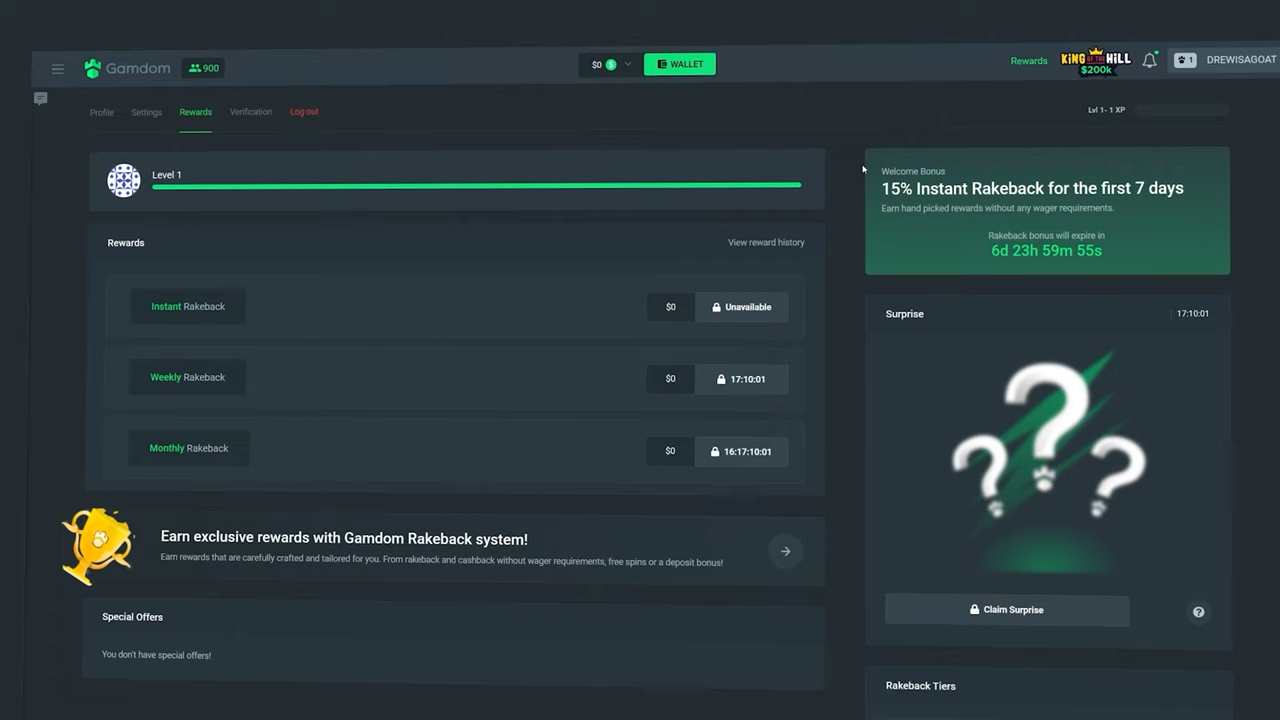 Gamdom
900
$0
WALLET
Rewards
KING OF THE HILL
$200k
1
DREWISAGOAT
Profile
Settings
Rewards
Verification
Log out
Lvl 1- 1 XP
Level 1
Welcome Bonus
15% Instant Rakeback for the first 7 days
Earn hand picked rewards without any wager requirements.
Rakeback bonus will expire in
6d 23h 59m 55s
Rewards
View reward history
Instant Rakeback
$0
Unavailable
Weekly Rakeback
$0
17:10:01
Monthly Rakeback
$0
16:17:10:01
Surprise
17:10:01
Claim Surprise
Earn exclusive rewards with Gamdom Rakeback system!
Earn rewards that are carefully crafted and tailored for you. From rakeback and cashback without wager requirements, free spins or a deposit bonus!
Special Offers
You don't have special offers!
Rakeback Tiers